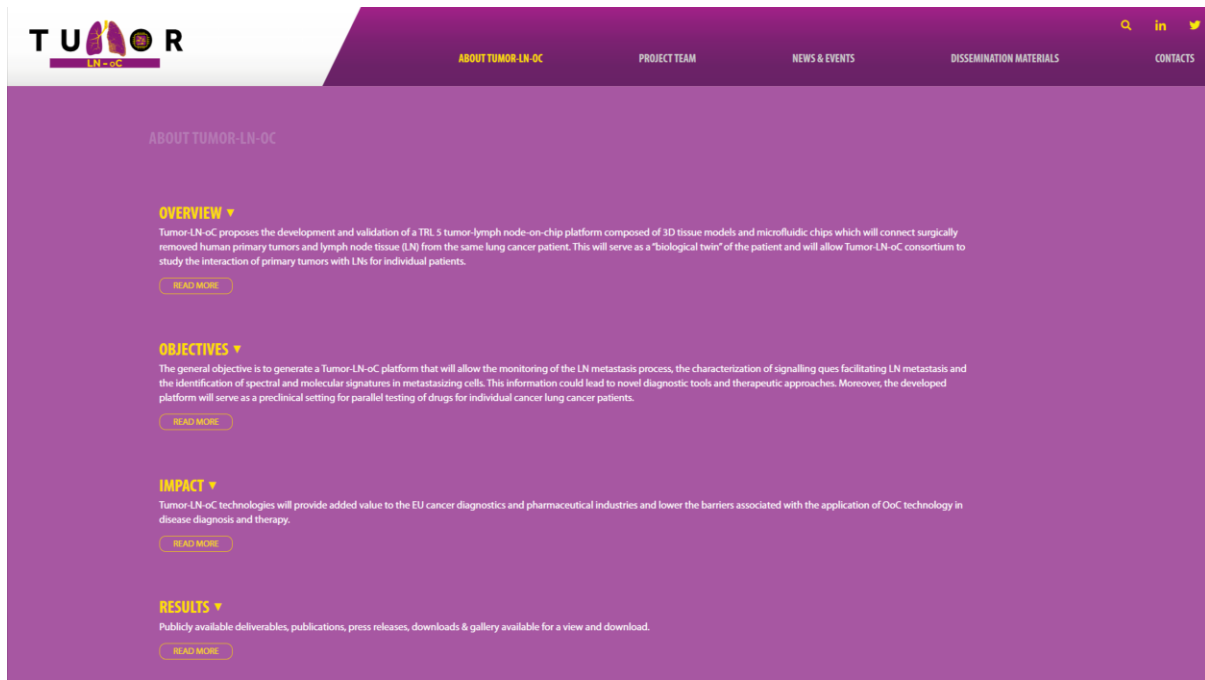 TUMOR
LN-oC
ABOUT TUMOR-LN-OC
PROJECT TEAM
NEWS & EVENTS
DISSEMINATION MATERIALS
CONTACTS
ABOUT TUMOR-LN-OC
OVERVIEW
Tumor-LN-oC proposes the development and validation of a TRL 5 tumor-lymph node-on-chip platform composed of 3D tissue models and microfluidic chips which will connect surgically
removed human primary tumors and lymph node tissue (LN) from the same lung cancer patient. This will serve as a "biological twin" of the patient and will allow Tumor-LN-oC consortium to
study the interaction of primary tumors with LNs for individual patients.
READ MORE
OBJECTIVES
The general objective is to generate a Tumor-LN-oC platform that will allow the monitoring of the LN metastasis process, the characterization of signalling ques facilitating LN metastasis and
the identification of spectral and molecular signatures in metastasizing cells. This information could lead to novel diagnostic tools and therapeutic approaches. Moreover, the developed
platform will serve as a preclinical setting for parallel testing of drugs for individual cancer lung cancer patients.
READ MORE
IMPACT
Tumor-LN-oC technologies will provide added value to the EU cancer diagnostics and pharmaceutical industries and lower the barriers associated with the application of OoC technology in
disease diagnosis and therapy.
READ MORE
RESULTS
Publicly available deliverables, publications, press releases, downloads & gallery available for a view and download.
READ MORE